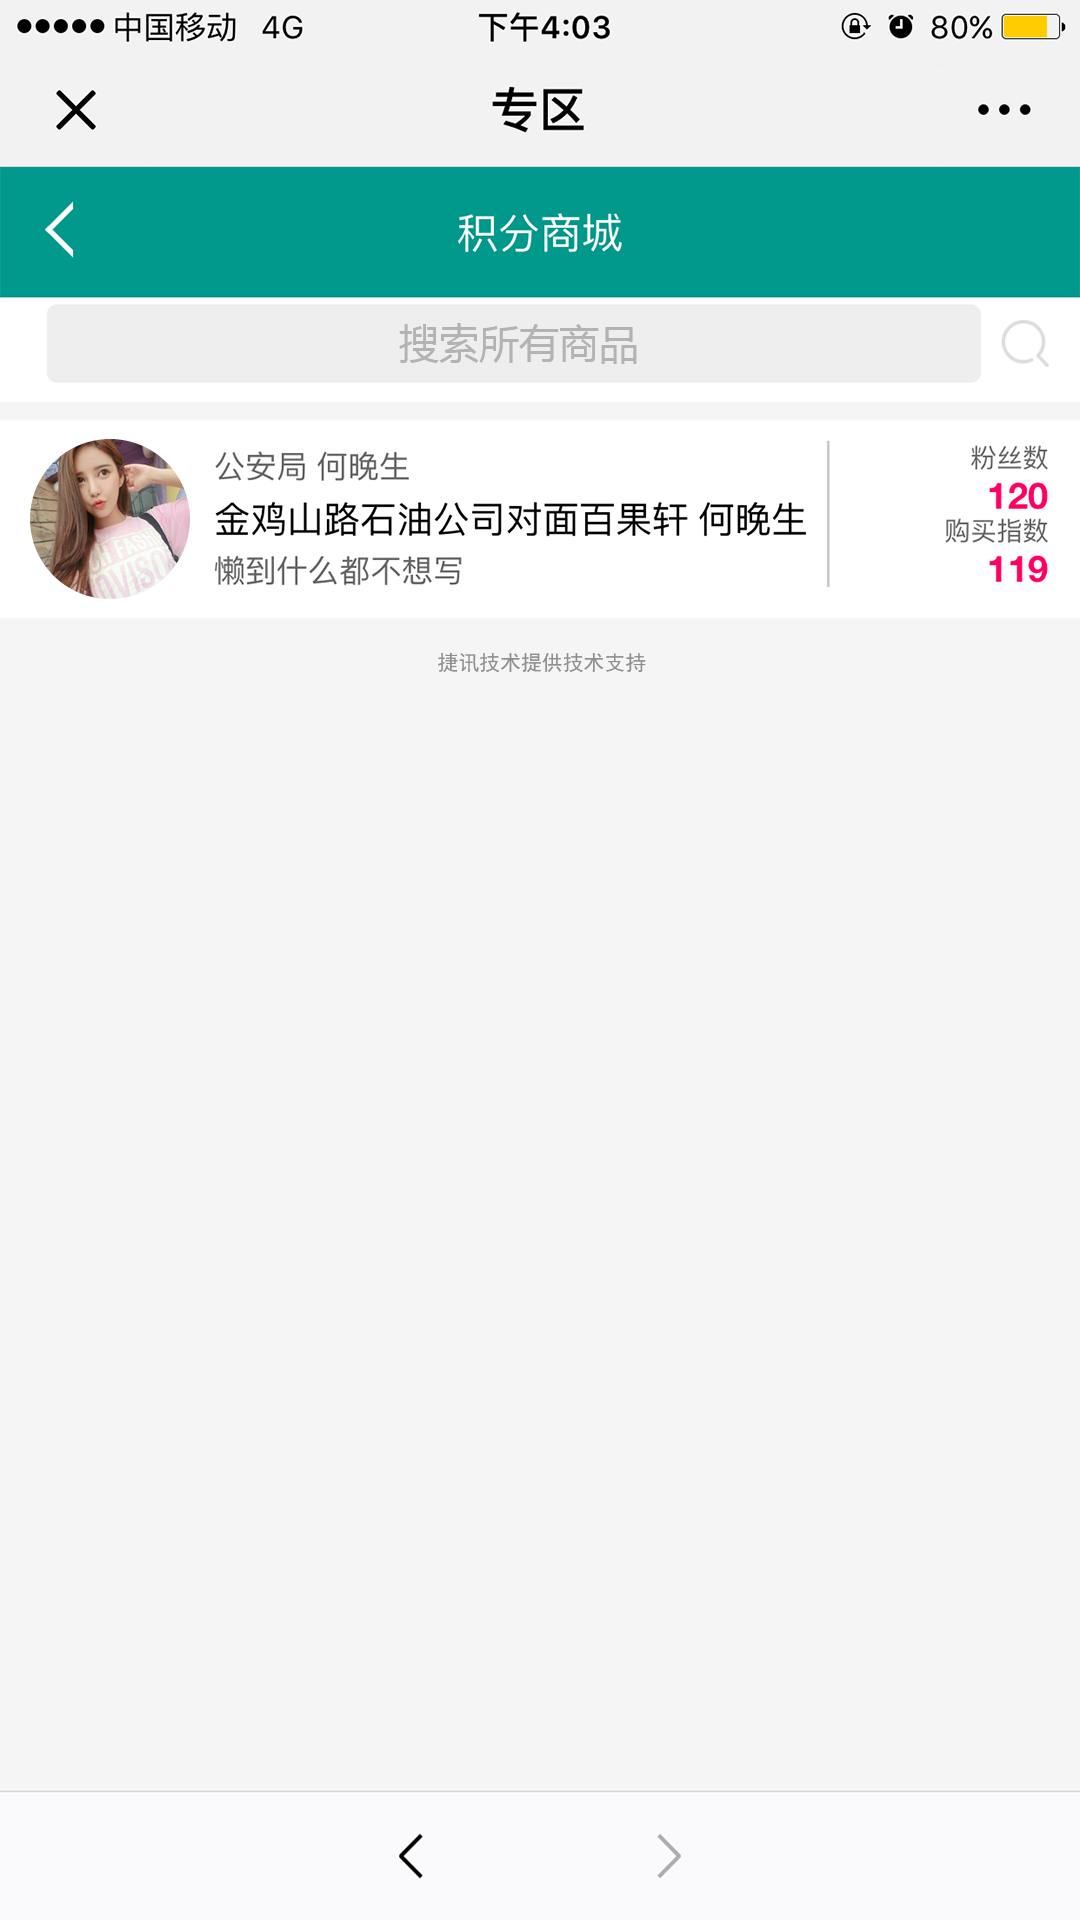 中国移动 4G 下午4:03 80%
专区
积分商城
搜索所有商品
公安局 何晚生
金鸡山路石油公司对面百果轩 何晚生
懒到什么都不想写
粉丝数
120
购买指数
119
捷讯技术提供技术支持